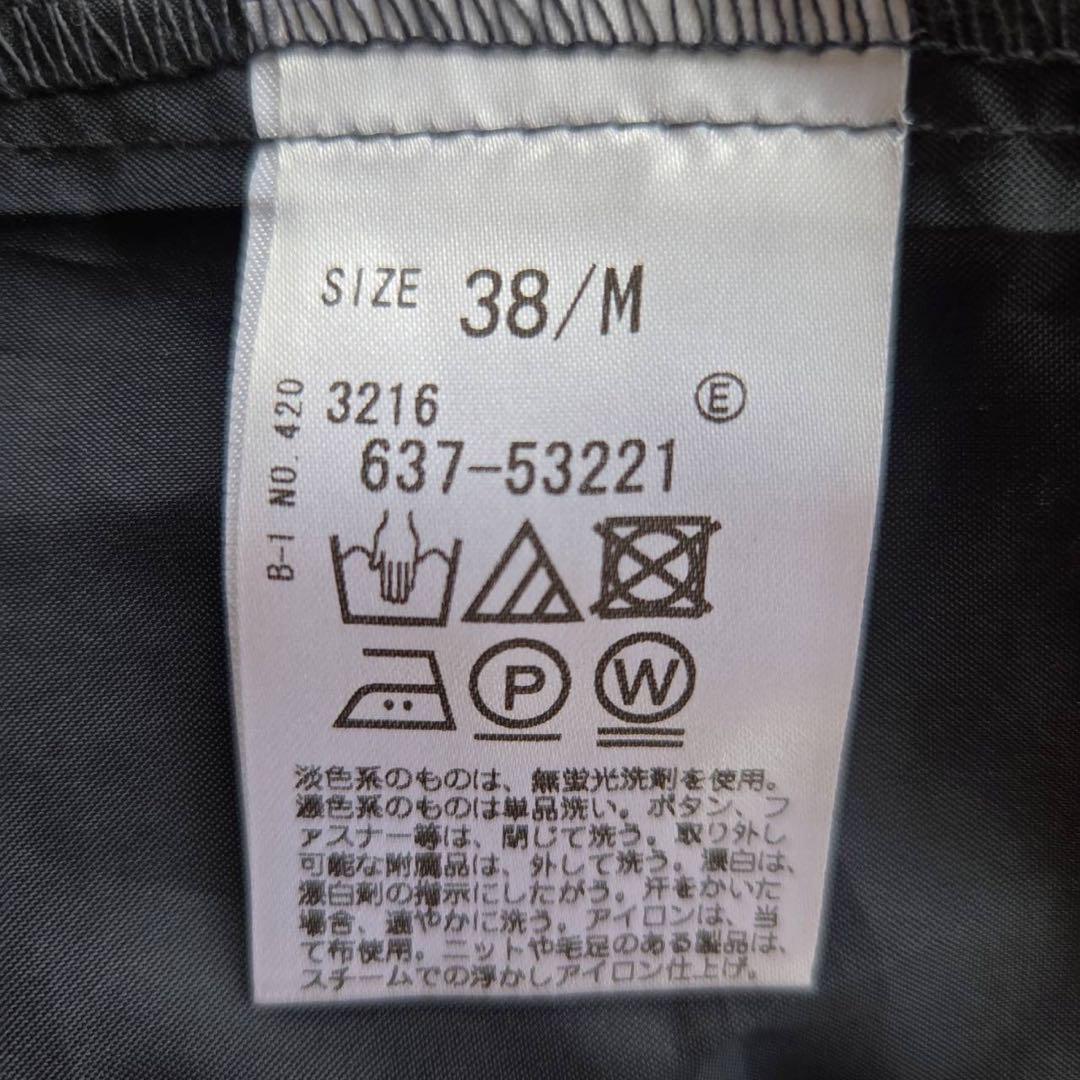 SIZE 38/M
3216 Ⓔ
637-53221
B-1 NO.420
P W
淡色系のものは、無蛍光洗剤を使用。
濃色系のものは単品洗い。ボタン、フ
ァスナー等は、閉じて洗う。取り外し
可能な附属品は、外して洗う。漂白は、
漂白剤の指示にしたがう。汗をかいた
場合、速やかに洗う。アイロンは、当
て布使用。ニットや毛足のある製品は、
スチームでの浮かしアイロン仕上げ。